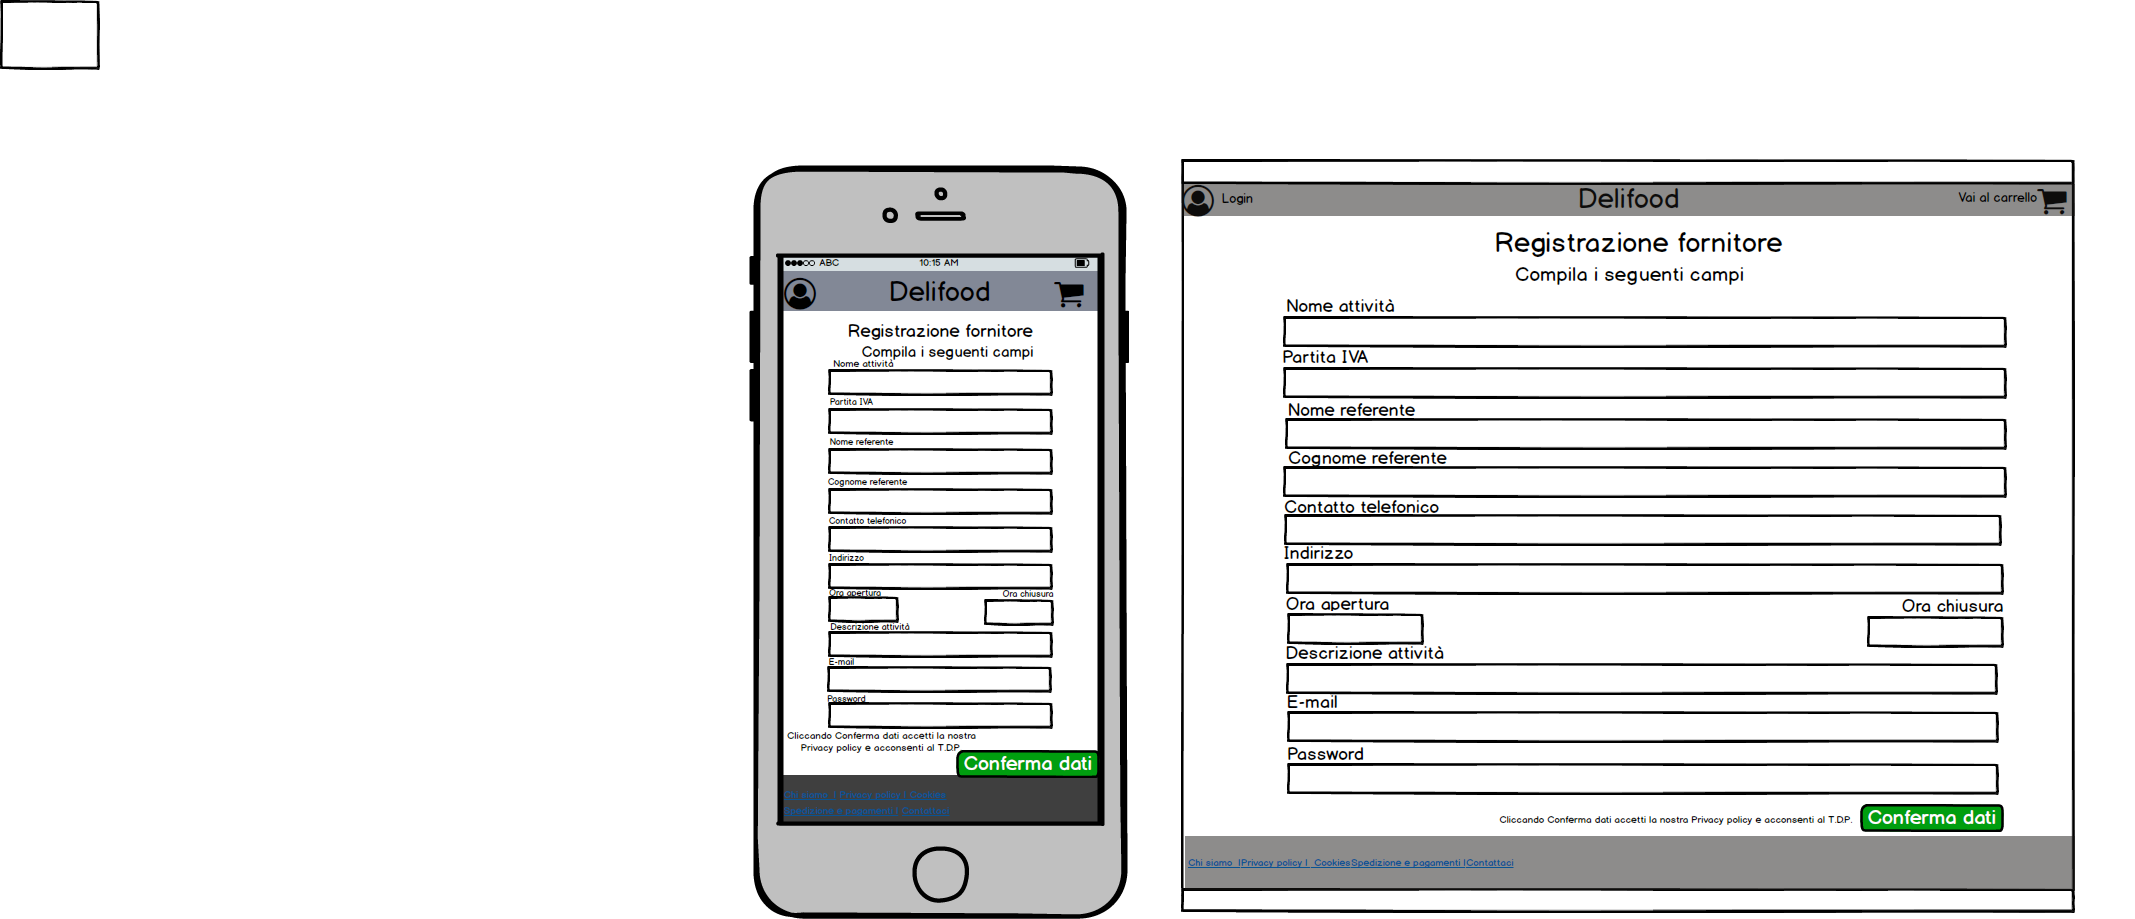 ABC 10:15 AM
Delifood
Registrazione fornitore
Compila i seguenti campi
Nome attività
Partita IVA
Nome referente
Cognome referente
Contatto telefonico
Indirizzo
Ora apertura Ora chiusura
Descrizione attività
E-mail
Password
Cliccando Conferma dati accetti la nostra
Privacy policy e acconsenti al T.D.P.
Conferma dati
Chi siamo | Privacy policy | Cookies
Spedizione e pagamenti | Contattaci
Login Delifood Vai al carrello
Registrazione fornitore
Compila i seguenti campi
Nome attività
Partita IVA
Nome referente
Cognome referente
Contatto telefonico
Indirizzo
Ora apertura Ora chiusura
Descrizione attività
E-mail
Password
Cliccando Conferma dati accetti la nostra Privacy policy e acconsenti al T.D.P. Conferma dati
Chi siamo |Privacy policy | CookiesSpedizione e pagamenti |Contattaci